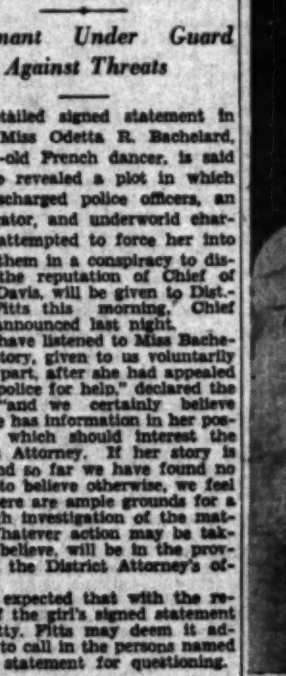 mant Under Guard
Against Threats
tailed signed statement in
Miss Odetta R. Bachelard,
-old French dancer, is said
revealed a plot in which
scharged police officers, an
ator, and underworld char-
attempted to force her into
them in a conspiracy to dis-
the reputation of Chief of
Davis, will be given to Dist.-
Fitts this morning, Chief
announced last night.
have listened to Miss Bache-
tory, given to us voluntarily
part, after she had appealed
police for help," declared the
"and we certainly believe
e has information in her pos-
which should interest the
Attorney. If her story is
nd so far we have found no
to believe otherwise, we feel
ere are ample grounds for a
h investigation of the mat-
hatever action may be tak-
believe, will be in the prov-
the District Attorney's of-
expected that with the re-
f the girl's signed statement
tty. Fitts may deem it ad-
to call in the persons named
statement for questioning.